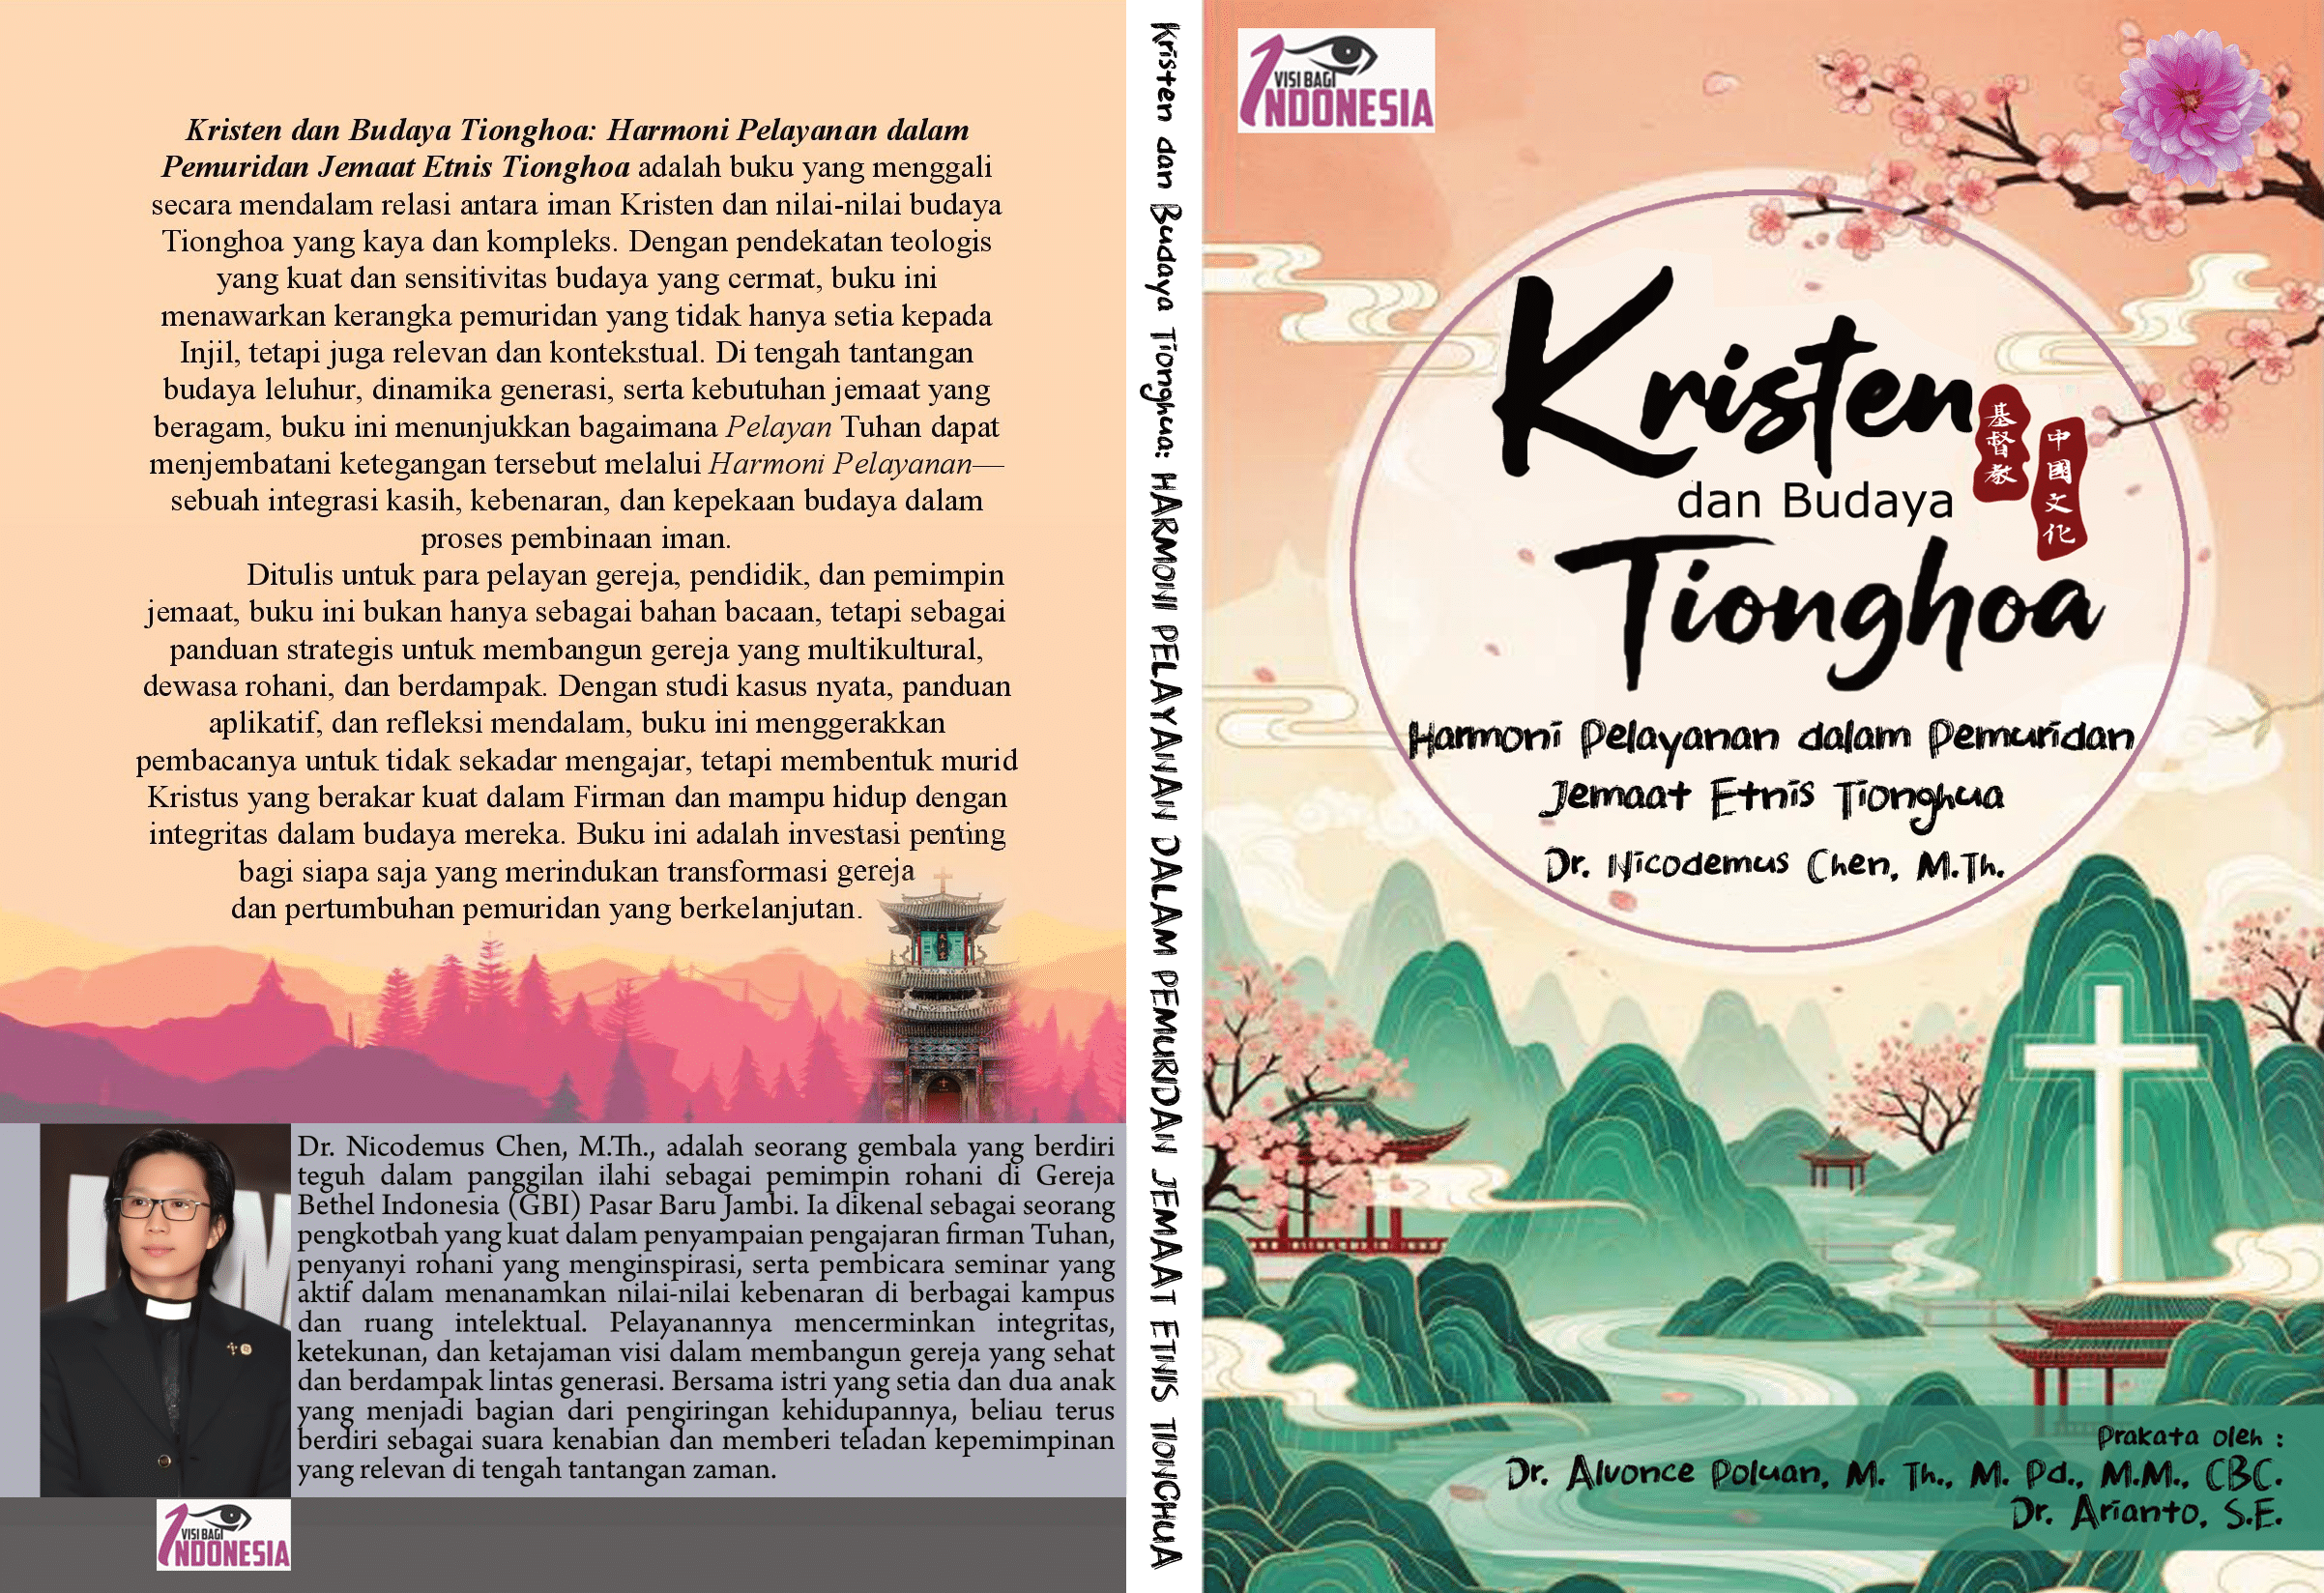 Kristen dan Budaya Tionghoa: Harmoni Pelayanan dalam
Pemuridan Jemaat Etnis Tionghoa adalah buku yang menggali
secara mendalam relasi antara iman Kristen dan nilai-nilai budaya
Tionghoa yang kaya dan kompleks. Dengan pendekatan teologis
yang kuat dan sensitivitas budaya yang cermat, buku ini
menawarkan kerangka pemuridan yang tidak hanya setia kepada
Injil, tetapi juga relevan dan kontekstual. Di tengah tantangan
budaya leluhur, dinamika generasi, serta kebutuhan jemaat yang
beragam, buku ini menunjukkan bagaimana Pelayan Tuhan dapat
menjembatani ketegangan tersebut melalui Harmoni Pelayanan—
sebuah integrasi kasih, kebenaran, dan kepekaan budaya dalam
proses pembinaan iman.
Ditulis untuk para pelayan gereja, pendidik, dan pemimpin
jemaat, buku ini bukan hanya sebagai bahan bacaan, tetapi sebagai
panduan strategis untuk membangun gereja yang multikultural,
dewasa rohani, dan berdampak. Dengan studi kasus nyata, panduan
aplikatif, dan refleksi mendalam, buku ini menggerakkan
pembacanya untuk tidak sekadar mengajar, tetapi membentuk murid
Kristus yang berakar kuat dalam Firman dan mampu hidup dengan
integritas dalam budaya mereka. Buku ini adalah investasi penting
bagi siapa saja yang merindukan transformasi gereja
dan pertumbuhan pemuridan yang berkelanjutan.
Dr. Nicodemus Chen, M.Th., adalah seorang gembala yang berdiri
teguh dalam panggilan ilahi sebagai pemimpin rohani di Gereja
Bethel Indonesia (GBI) Pasar Baru Jambi. Ia dikenal sebagai seorang
pengkotbah yang kuat dalam penyampaian pengajaran firman Tuhan,
penyanyi rohani yang menginspirasi, serta pembicara seminar yang
aktif dalam menanamkan nilai-nilai kebenaran di berbagai kampus
dan ruang intelektual. Pelayanannya mencerminkan integritas,
ketekunan, dan ketajaman visi dalam membangun gereja yang sehat
dan berdampak lintas generasi. Bersama istri yang setia dan dua anak
yang menjadi bagian dari pengiringan kehidupannya, beliau terus
berdiri sebagai suara kenabian dan memberi teladan kepemimpinan
yang relevan di tengah tantangan zaman.
1 VISI BAGI
INDONESIA
Kristen dan Budaya Tionghua: HARMONI PELAYANAN DALAM PEMURIDAN JEMAAT ETNIS TIONGHUA
1 VISI BAGI
INDONESIA
Kristen
基督教
中國文化
dan Budaya
Tionghoa
Harmoni Pelayanan dalam Pemuridan
Jemaat Etnis Tionghua
Dr. Nicodemus Chen, M.Th.
Prakata oleh :
Dr. Alvonce Poluan, M. Th., M. Pd., M.M., CBC.
Dr. Arianto, S.E.